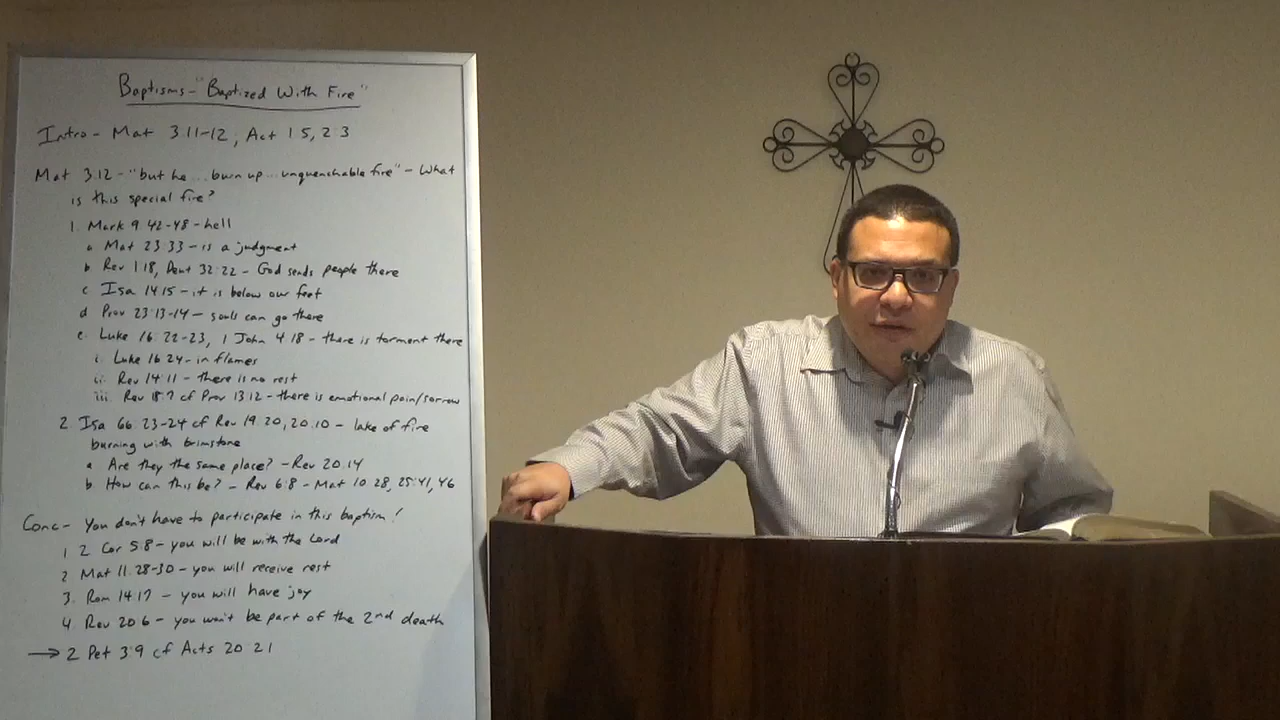 Baptisms - "Baptized With Fire"
Intro - Mat 3:11-12, Act 1:5, 2:3
Mat 3:12 - "but he...burn up...unquenchable fire" - What
is this special fire?
1. Mark 9:42-48 - hell
a Mat 23:33 - is a judgment
b Rev 1:18, Deut 32:22 - God sends people there
c Isa 14:15 - it is below our feet
d Prov 23:13-14 - souls can go there
e. Luke 16:22-23, 1 John 4:18 - there is torment there
i. Luke 16:24 - in flames
ii. Rev 14:11 - there is no rest
iii. Rev 18:7 cf Prov 13:12 - there is emotional pain/sorrow
2. Isa 66:23-24 cf Rev 19:20, 20:10 - lake of fire
burning with brimstone
a Are they the same place? - Rev 20:14
b How can this be? - Rev 6:8 - Mat 10:28, 25:41, 46
Conc - You don't have to participate in this baptism!
1 2 Cor 5:8 - you will be with the Lord
2 Mat 11:28-30 - you will receive rest
3. Rom 14:17 - you will have joy
4 Rev 20:6 - you won't be part of the 2nd death
→ 2 Pet 3:9 cf Acts 20:21